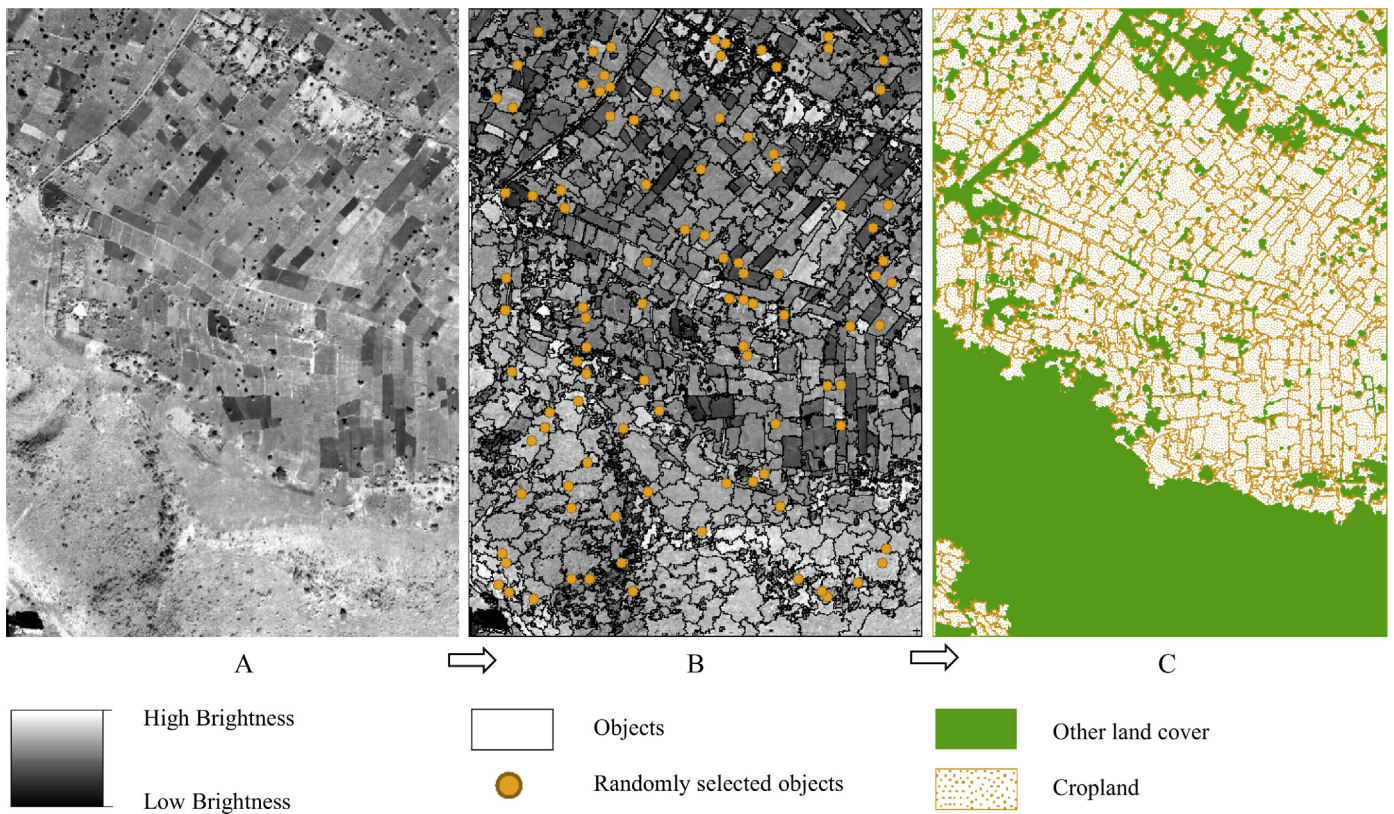 A
B
C
High Brightness
Low Brightness
Objects
Randomly selected objects
Other land cover
Cropland